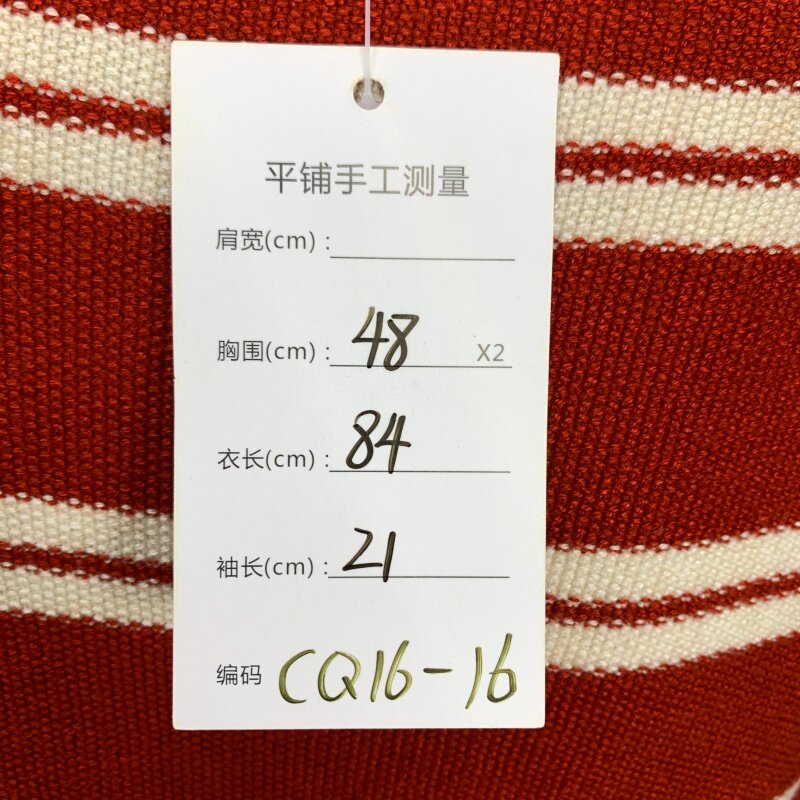 平铺手工测量
肩宽(cm)：
胸围(cm)：48 X2
衣长(cm)：84
袖长(cm)：21
编码 CQ16-16